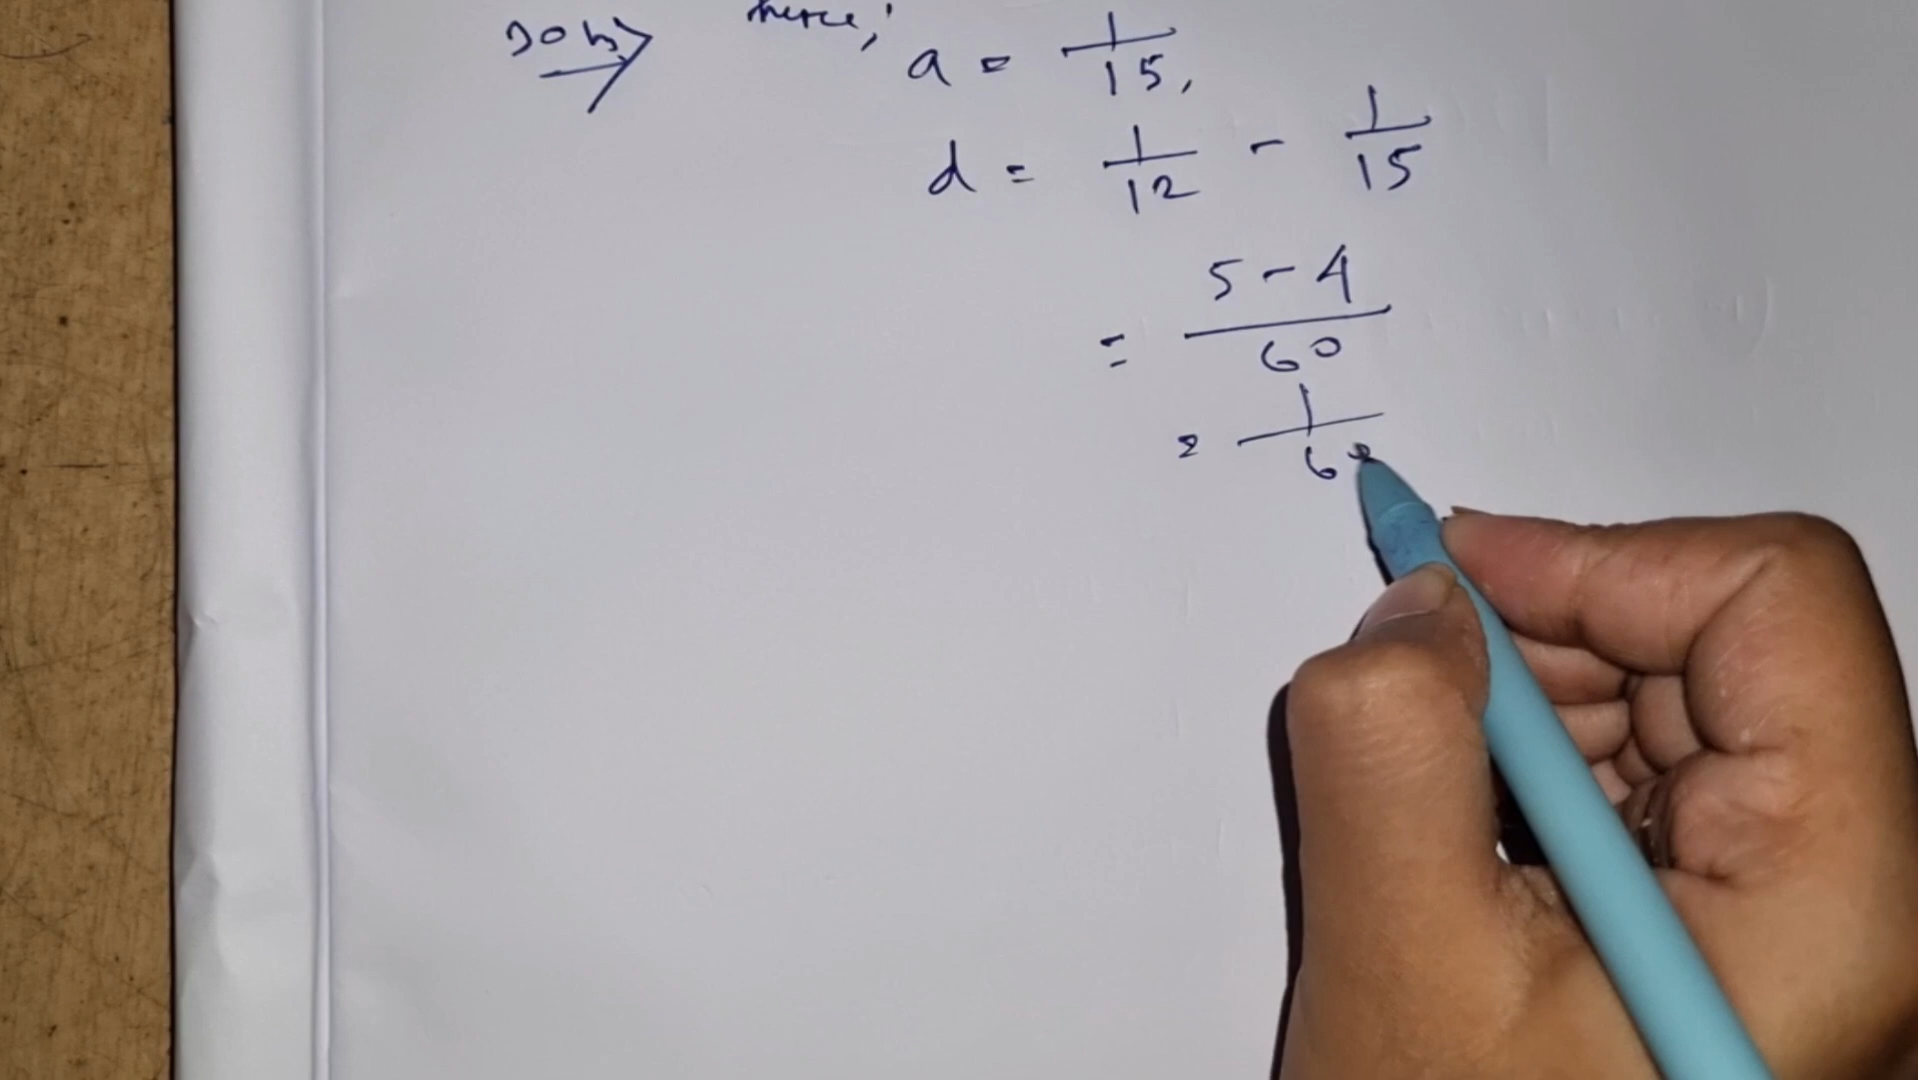 Soln here,
a = 1/15,
d = 1/12 - 1/15
= 5-4/60
= 1/60